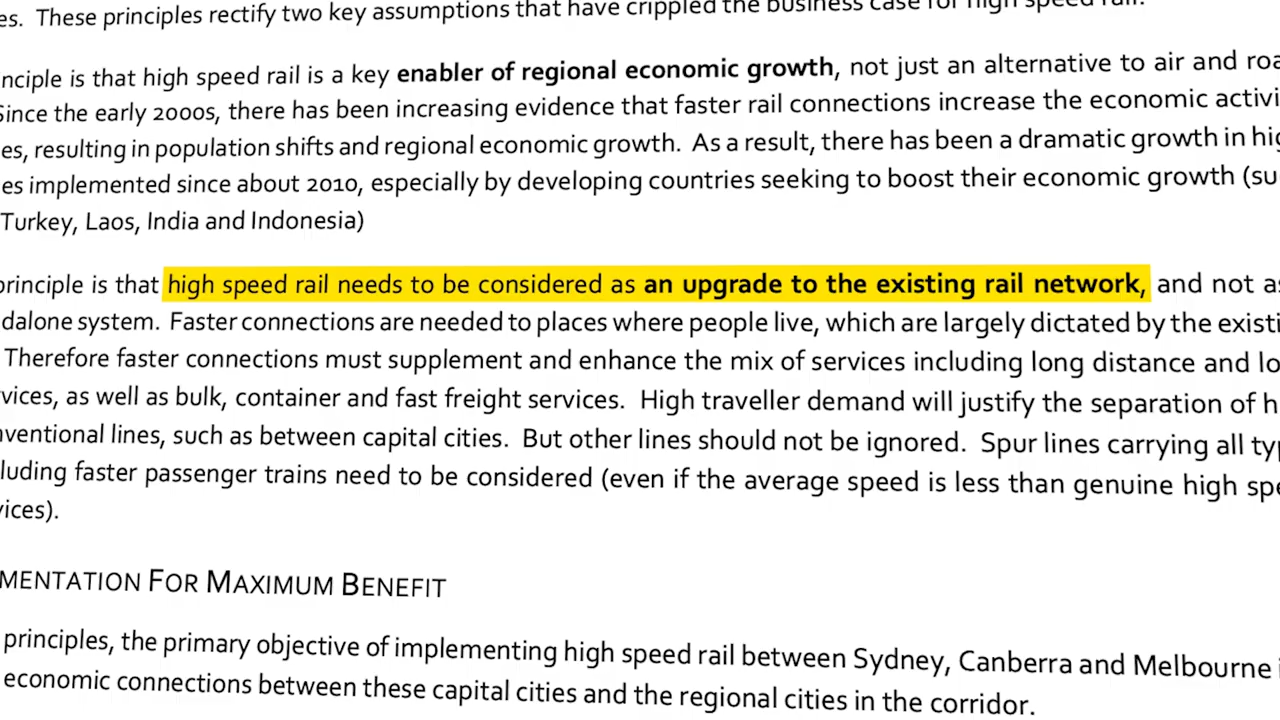 es. These principles rectify two key assumptions that have crippled the business case for high speed rail.
nciple is that high speed rail is a key enabler of regional economic growth, not just an alternative to air and roa
Since the early 2000s, there has been increasing evidence that faster rail connections increase the economic activi
es, resulting in population shifts and regional economic growth. As a result, there has been a dramatic growth in hig
es implemented since about 2010, especially by developing countries seeking to boost their economic growth (su
Turkey, Laos, India and Indonesia)
principle is that high speed rail needs to be considered as an upgrade to the existing rail network, and not as
dalone system. Faster connections are needed to places where people live, which are largely dictated by the existi
Therefore faster connections must supplement and enhance the mix of services including long distance and lo
vices, as well as bulk, container and fast freight services. High traveller demand will justify the separation of h
nventional lines, such as between capital cities. But other lines should not be ignored. Spur lines carrying all typ
luding faster passenger trains need to be considered (even if the average speed is less than genuine high spe
vices).
MENTATION FOR MAXIMUM BENEFIT
principles, the primary objective of implementing high speed rail between Sydney, Canberra and Melbourne i
economic connections between these capital cities and the regional cities in the corridor.